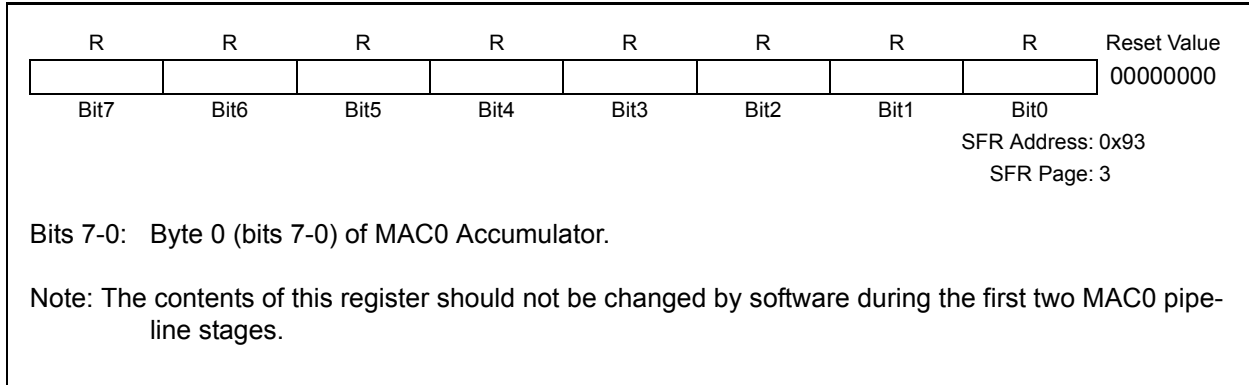 R R R R R R R R Reset Value
00000000
Bit7 Bit6 Bit5 Bit4 Bit3 Bit2 Bit1 Bit0
SFR Address: 0x93
SFR Page: 3
Bits 7-0: Byte 0 (bits 7-0) of MAC0 Accumulator.
Note: The contents of this register should not be changed by software during the first two MAC0 pipe-
line stages.